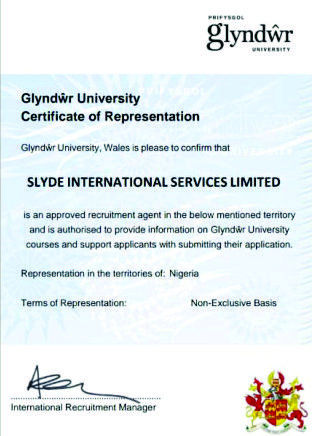 PRIFYSGOL
glyndŵr
UNIVERSITY
PRIFYSGOL
Glyndŵr University
Certificate of Representation
Glyndŵr University, Wales is please to confirm that
SLYDE INTERNATIONAL SERVICES LIMITED
is an approved recruitment agent in the below mentioned territory
and is authorised to provide information on Glyndŵr University
courses and support applicants with submitting their application.
Representation in the territories of: Nigeria
Terms of Representation: Non-Exclusive Basis
International Recruitment Manager